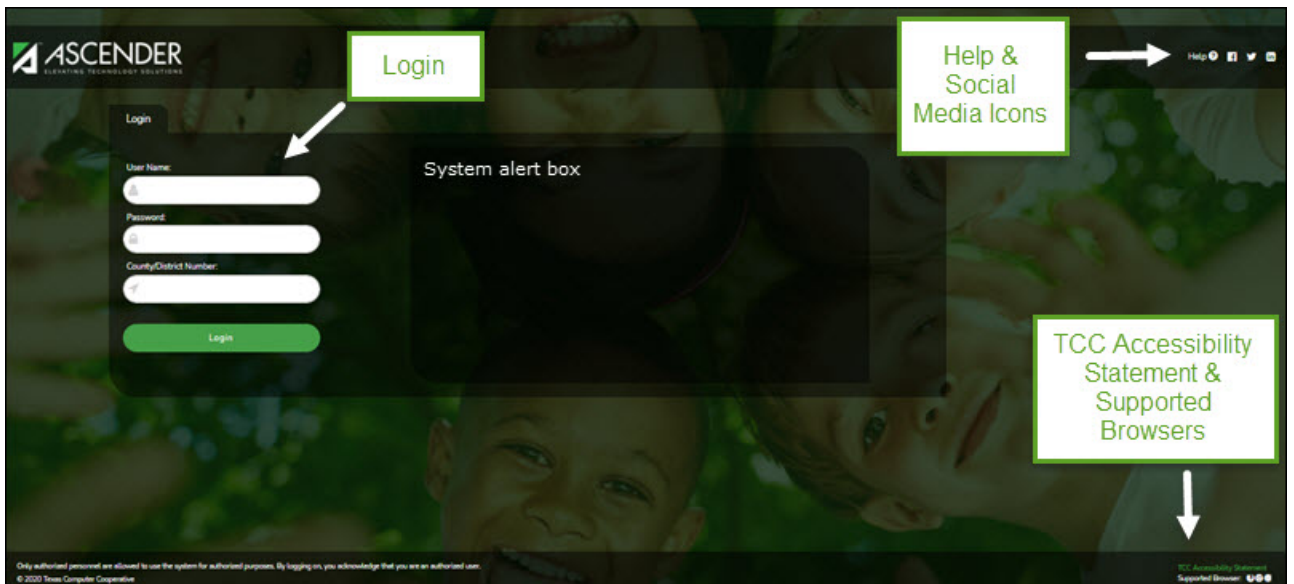 ASCENDER
ELEVATING TECHNOLOGY SOLUTIONS
Login
Help & 
Social
Media Icons
Help
Login
User Name:
Password:
County/District Number:
Login
System alert box
TCC Accessibility
Statement &
Supported
Browsers
Only authorized personnel are allowed to use the system for authorized purposes. By logging on, you acknowledge that you are an authorized user.
© 2020 Texas Computer Cooperative
TCC Accessibility Statement
Supported Browser: